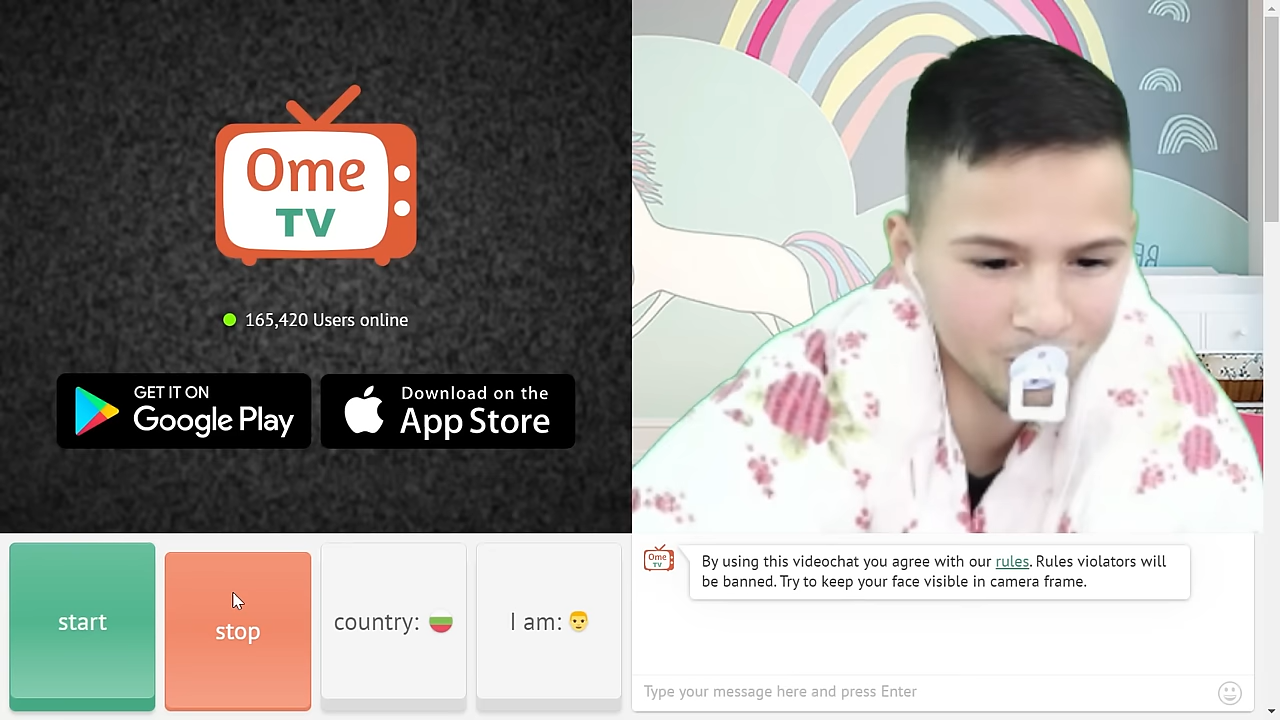 Ome
TV
165,420 Users online
GET IT ON
Google Play
Download on the
App Store
start
stop
country:
I am:
Ome
TV
By using this videochat you agree with our rules. Rules violators will
be banned. Try to keep your face visible in camera frame.
Type your message here and press Enter